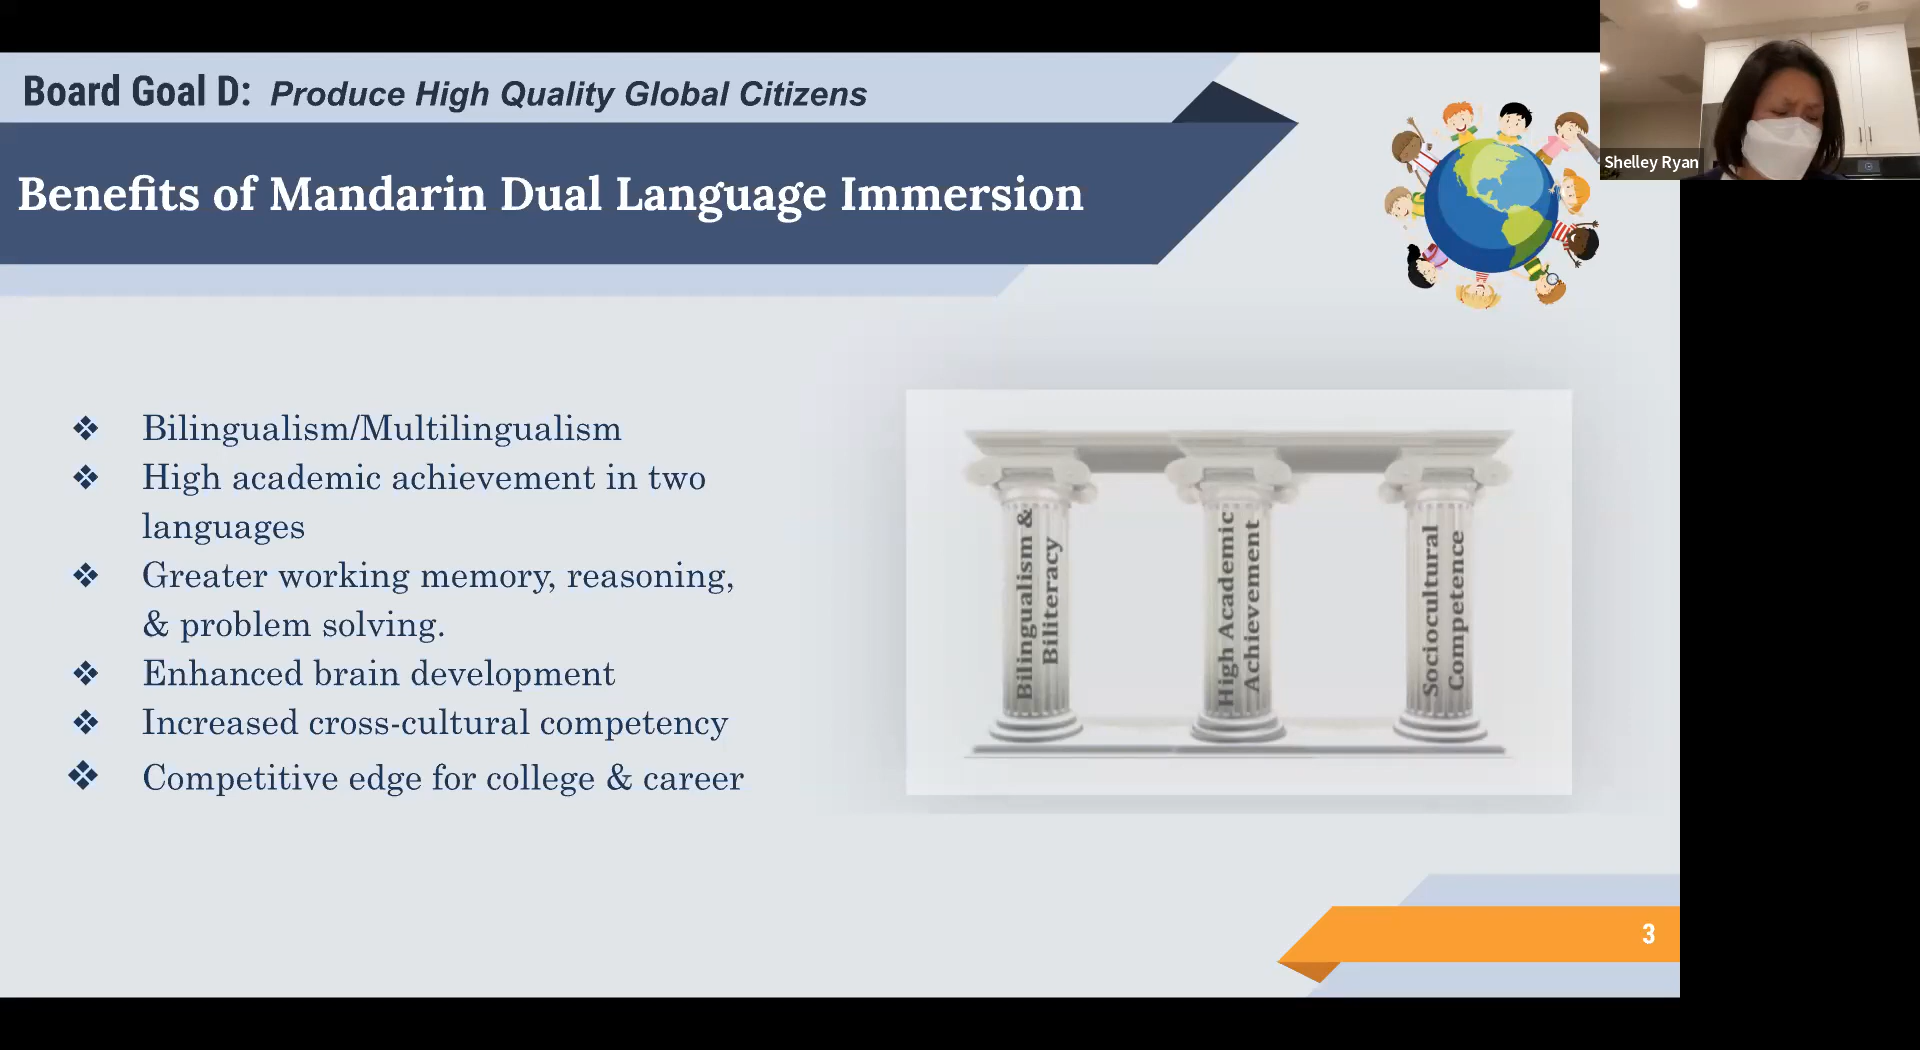 Board Goal D: Produce High Quality Global Citizens
Benefits of Mandarin Dual Language Immersion
Shelley Ryan
❖ Bilingualism/Multilingualism
❖ High academic achievement in two
languages
❖ Greater working memory, reasoning,
& problem solving.
❖ Enhanced brain development
❖ Increased cross-cultural competency
❖ Competitive edge for college & career
Bilingualism &
Biliteracy
High Academic
Achievement
Sociocultural
Competence
3